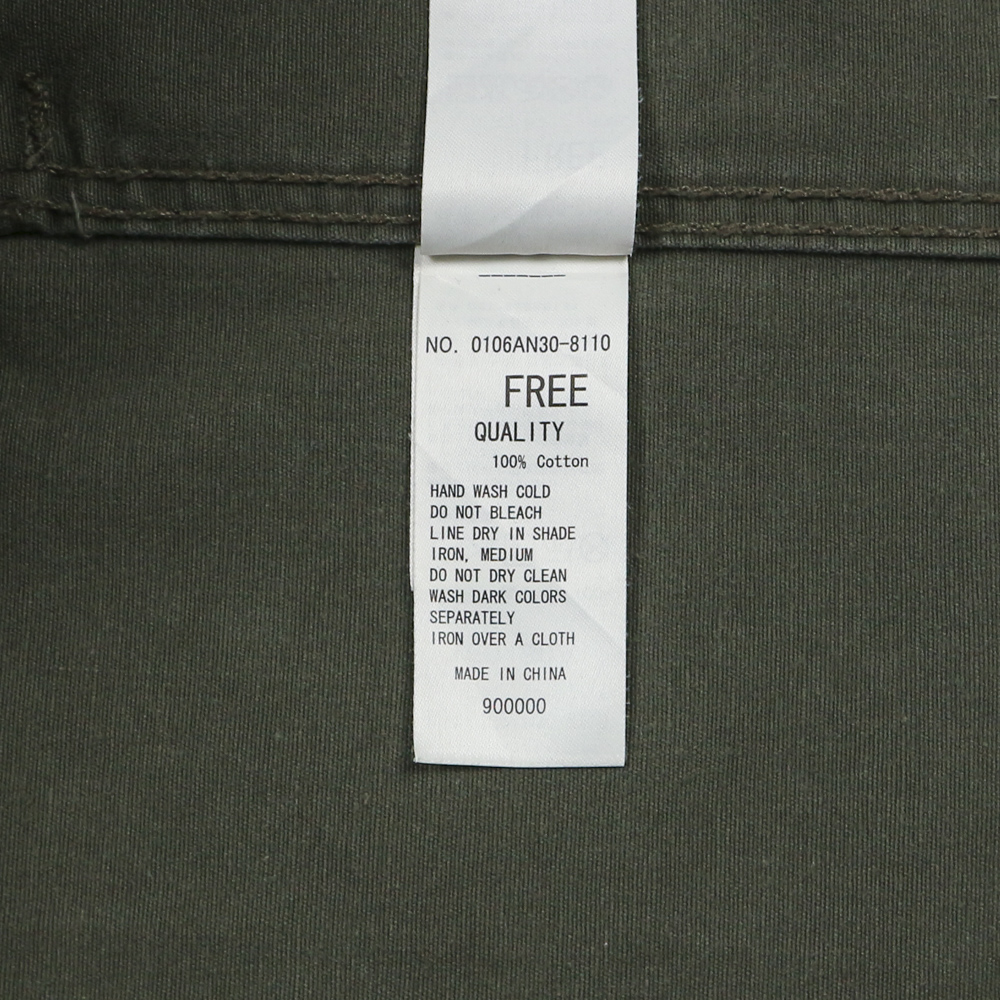 NO. 0106AN30-8110
FREE
QUALITY
100% Cotton
HAND WASH COLD
DO NOT BLEACH
LINE DRY IN SHADE
IRON, MEDIUM
DO NOT DRY CLEAN
WASH DARK COLORS
SEPARATELY
IRON OVER A CLOTH
MADE IN CHINA
900000